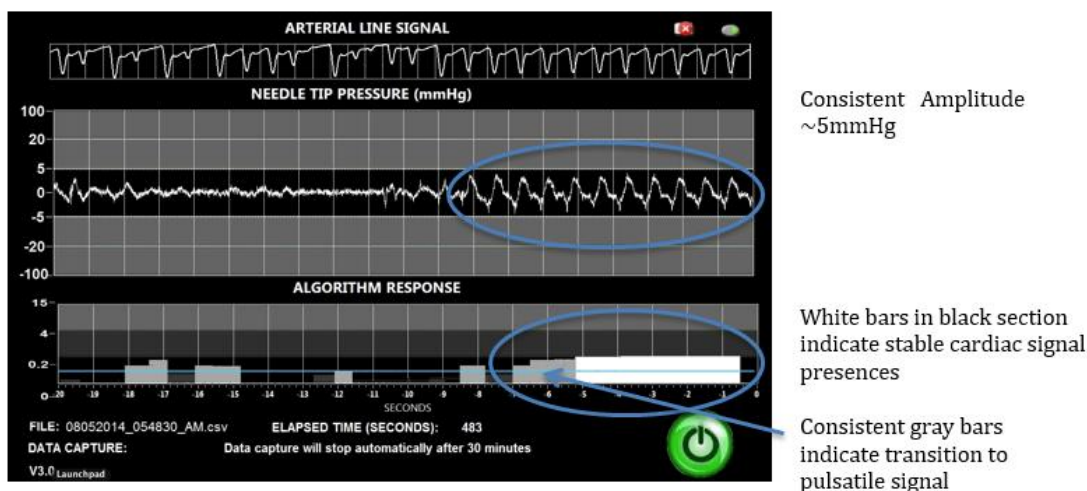 ARTERIAL LINE SIGNAL
NEEDLE TIP PRESSURE (mmHg)
100
20
5
0
-5
-20
-100
Consistent Amplitude
~5mmHg
ALGORITHM RESPONSE
15
4
0.2
0
-20 -19 -18 -17 -16 -15 -14 -13 -12 -11 -10 -9 -8 -7 -6 -5 -4 -3 -2 -1 0
SECONDS
White bars in black section
indicate stable cardiac signal
presences
FILE: 08052014_054830_AM.csv ELAPSED TIME (SECONDS): 483
DATA CAPTURE: Data capture will stop automatically after 30 minutes
V3.0 Launchpad
Consistent gray bars
indicate transition to
pulsatile signal